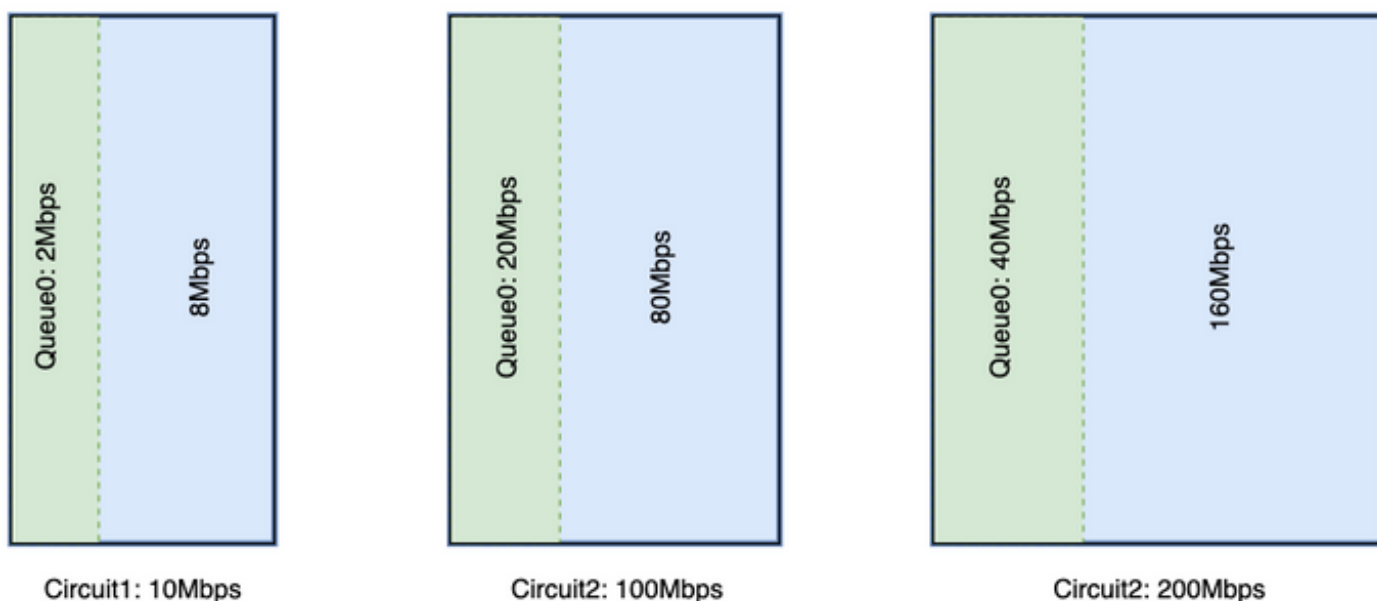 Queue0: 2Mbps
8Mbps
Queue0: 20Mbps
80Mbps
Queue0: 40Mbps
160Mbps
Circuit1: 10Mbps
Circuit2: 100Mbps
Circuit2: 200Mbps